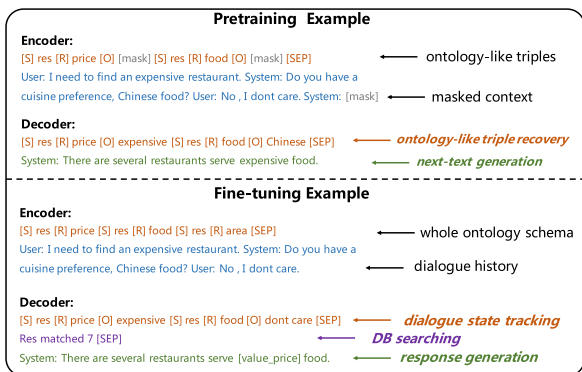 Pretraining Example
Encoder:
[S] res [R] price [O] [mask] [S] res [R] food [O] [mask] [SEP]
ontology-like triples
User: I need to find an expensive restaurant. System: Do you have a
cuisine preference, Chinese food? User: No , I dont care. System: [mask]
masked context
Decoder:
[S] res [R] price [O] expensive [S] res [R] food [O] Chinese [SEP]
ontology-like triple recovery
System: There are several restaurants serve expensive food.
next-text generation
Fine-tuning Example
Encoder:
[S] res [R] price [S] res [R] food [S] res [R] area [SEP]
whole ontology schema
User: I need to find an expensive restaurant. System: Do you have a
cuisine preference, Chinese food? User: No , I dont care.
dialogue history
Decoder:
[S] res [R] price [O] expensive [S] res [R] food [O] dont care [SEP]
dialogue state tracking
Res matched 7 [SEP]
DB searching
System: There are several restaurants serve [value_price] food.
response generation